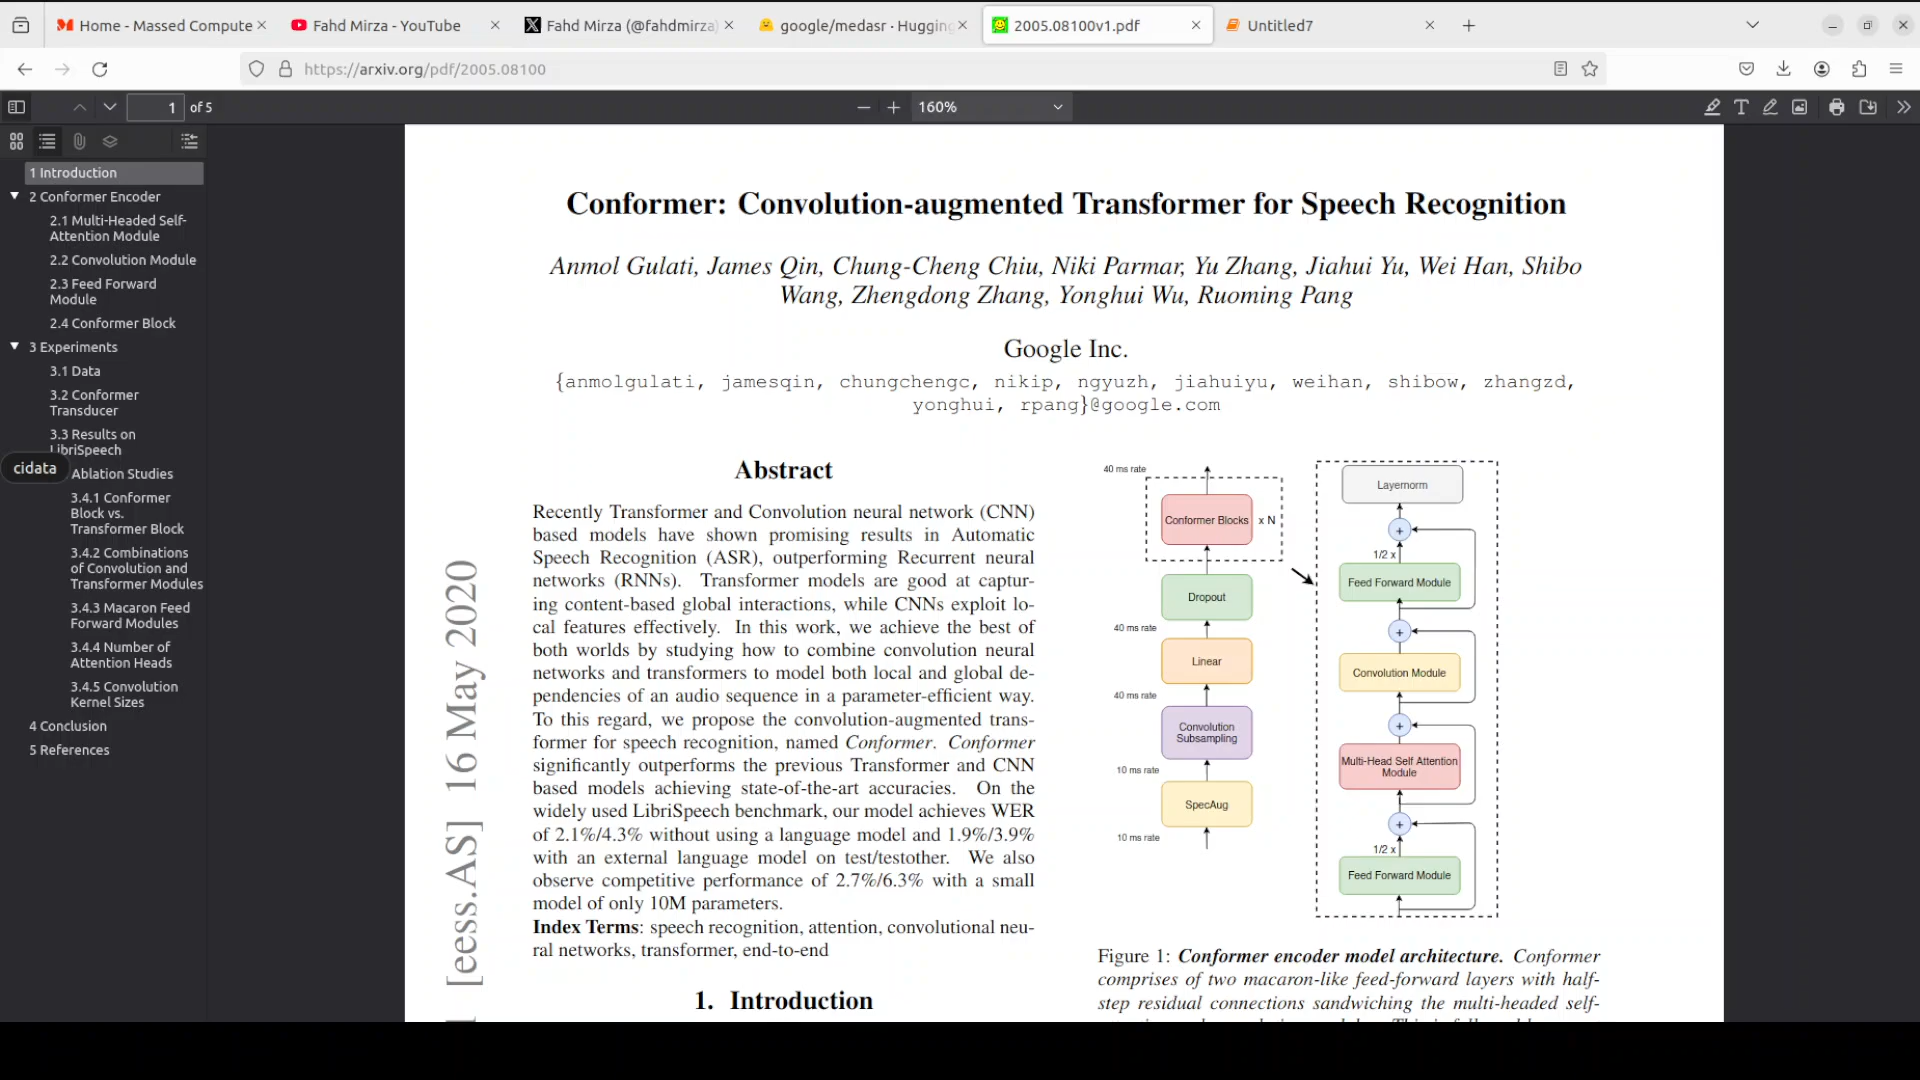 Home - Massed Compute
Fahd Mirza - YouTube
Fahd Mirza (@fahdmirza)
google/medasr · Hugging
2005.08100v1.pdf
Untitled7
https://arxiv.org/pdf/2005.08100
1 of 5
160%
1 Introduction
2 Conformer Encoder
2.1 Multi-Headed Self-
Attention Module
2.2 Convolution Module
2.3 Feed Forward
Module
2.4 Conformer Block
3 Experiments
3.1 Data
3.2 Conformer
Transducer
3.3 Results on
LibriSpeech
cidata
Ablation Studies
3.4.1 Conformer
Block vs.
Transformer Block
3.4.2 Combinations
of Convolution and
Transformer Modules
3.4.3 Macaron Feed
Forward Modules
3.4.4 Number of
Attention Heads
3.4.5 Convolution
Kernel Sizes
4 Conclusion
5 References
Conformer: Convolution-augmented Transformer for Speech Recognition
Anmol Gulati, James Qin, Chung-Cheng Chiu, Niki Parmar, Yu Zhang, Jiahui Yu, Wei Han, Shibo
Wang, Zhengdong Zhang, Yonghui Wu, Ruoming Pang
Google Inc.
{anmolgulati, jamesqin, chungchengc, nikip, ngyuzh, jiahuiyu, weihan, shibow, zhangzd,
yonghui, rpang}@google.com
[eess.AS] 16 May 2020
Abstract
Recently Transformer and Convolution neural network (CNN)
based models have shown promising results in Automatic
Speech Recognition (ASR), outperforming Recurrent neural
networks (RNNs). Transformer models are good at captur-
ing content-based global interactions, while CNNs exploit lo-
cal features effectively. In this work, we achieve the best of
both worlds by studying how to combine convolution neural
networks and transformers to model both local and global de-
pendencies of an audio sequence in a parameter-efficient way.
To this regard, we propose the convolution-augmented trans-
former for speech recognition, named Conformer. Conformer
significantly outperforms the previous Transformer and CNN
based models achieving state-of-the-art accuracies. On the
widely used LibriSpeech benchmark, our model achieves WER
of 2.1%/4.3% without using a language model and 1.9%/3.9%
with an external language model on test/testother. We also
observe competitive performance of 2.7%/6.3% with a small
model of only 10M parameters.
Index Terms: speech recognition, attention, convolutional neu-
ral networks, transformer, end-to-end
1. Introduction
40 ms rate
Conformer Blocks x N
Dropout
40 ms rate
Linear
40 ms rate
Convolution
Subsampling
10 ms rate
SpecAug
10 ms rate
Layernorm
+
1/2 x
Feed Forward Module
+
Convolution Module
+
Multi-Head Self Attention
Module
+
1/2 x
Feed Forward Module
Figure 1: Conformer encoder model architecture. Conformer
comprises of two macaron-like feed-forward layers with half-
step residual connections sandwiching the multi-headed self-